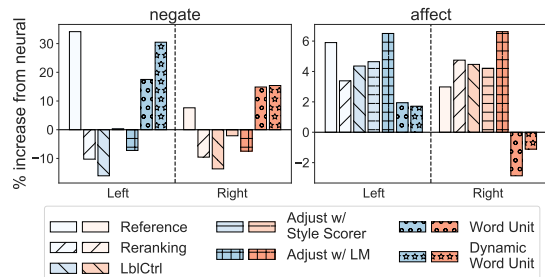 negate
affect
% increase from neural
30
20
10
0
−10
6
4
2
0
−2
Left
Right
Left
Right
Reference
Reranking
LblCtrl
Adjust w/
Style Scorer
Adjust w/ LM
Word Unit
Dynamic
Word Unit